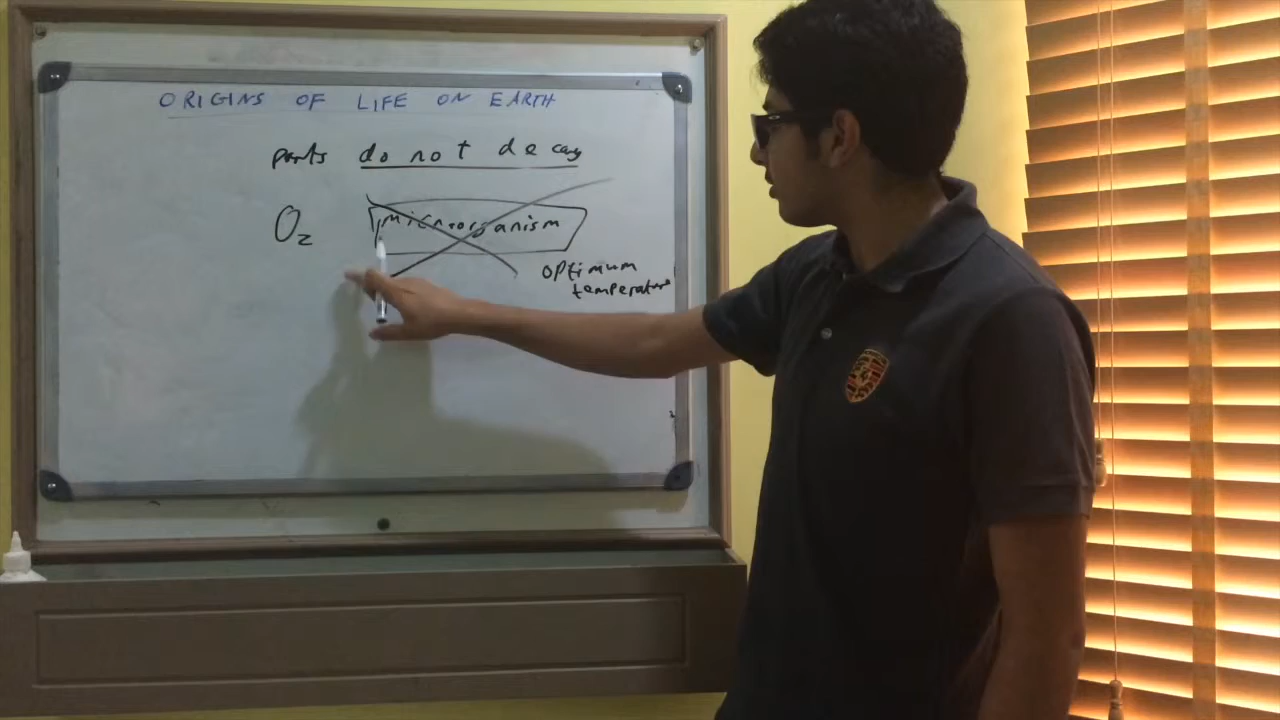 ORIGINS OF LIFE ON EARTH
parts do not decay
O2 microorganism
optimum
temperature